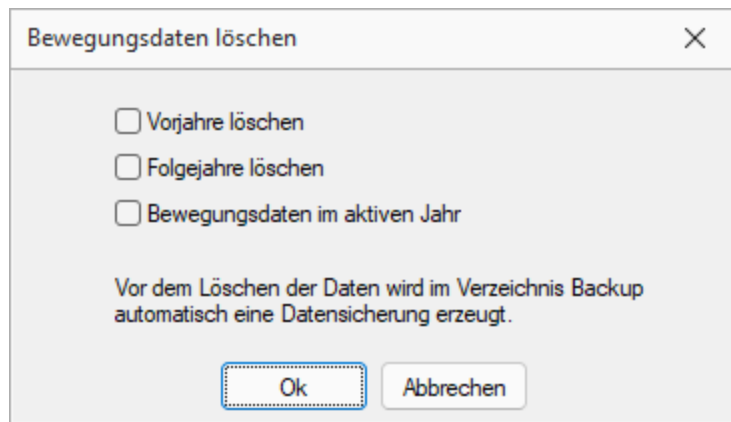 Bewegungsdaten löschen
Vorjahre löschen
Folgejahre löschen
Bewegungsdaten im aktiven Jahr
Vor dem Löschen der Daten wird im Verzeichnis Backup
automatisch eine Datensicherung erzeugt.
Ok
Abbrechen